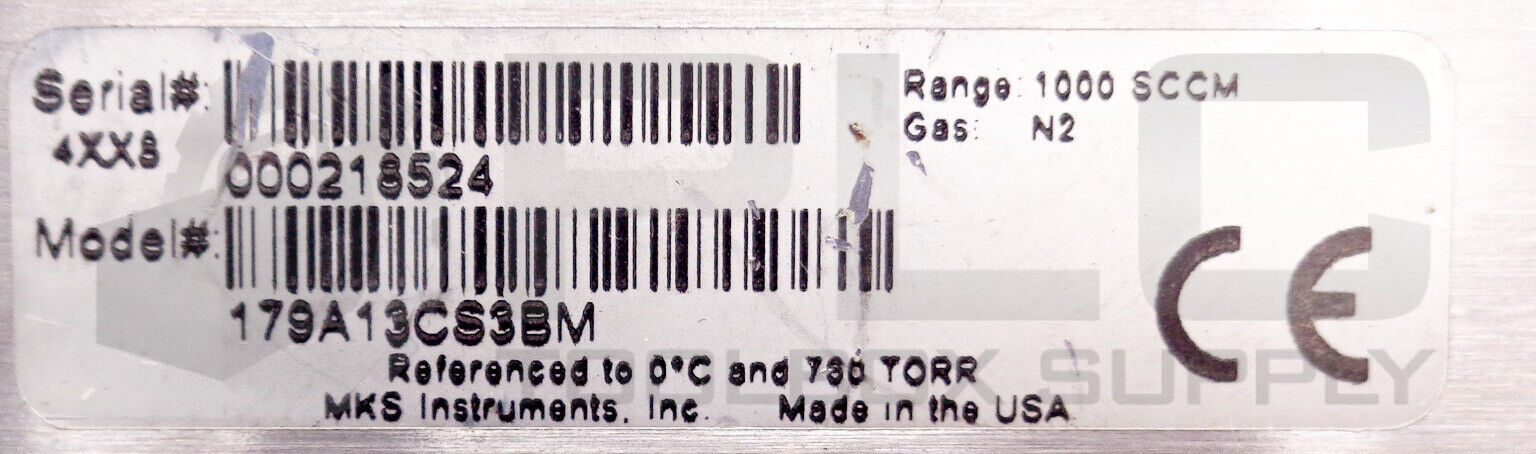 Serial#:
4XX8
000218524
Range: 1000 SCCM
Gas: N2
Model#:
179A13CS3BM
CE
Referenced to 0°C and 760 TORR
MKS Instruments, Inc. Made in the USA
PLC
TOOLBOX SUPPLY